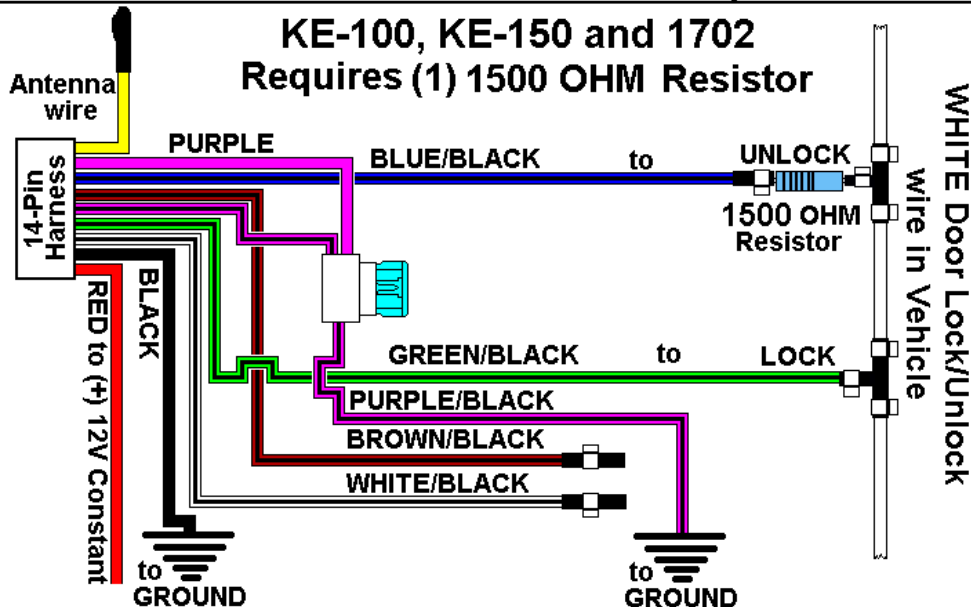 KE-100, KE-150 and 1702
Requires (1) 1500 OHM Resistor
Antenna
wire
14-Pin
Harness
PURPLE
BLUE/BLACK to UNLOCK
1500 OHM
Resistor
WHITE Door Lock/Unlock
wire in Vehicle
BLACK
RED to (+) 12V Constant
GREEN/BLACK to LOCK
PURPLE/BLACK
BROWN/BLACK
WHITE/BLACK
to
GROUND
to
GROUND